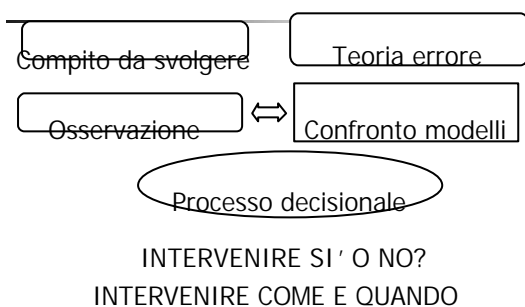 Compito da svolgere
Teoria errore
Osservazione
Confronto modelli
Processo decisionale
INTERVENIRE SI’ O NO?
INTERVENIRE COME E QUANDO